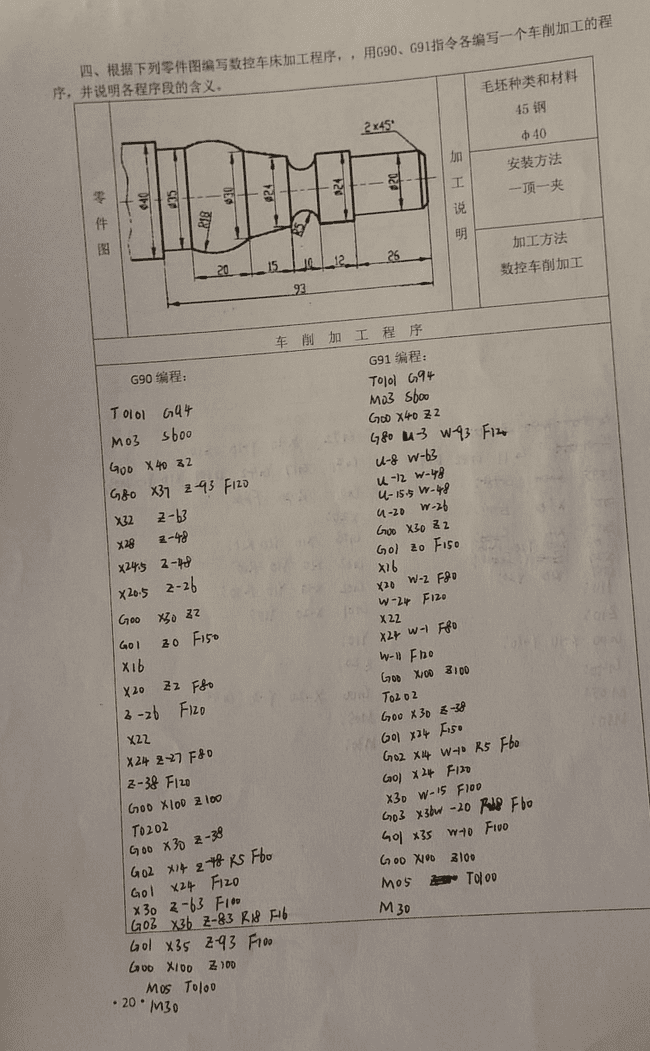 四、根据下列零件图编写数控车床加工程序，，用G90、G91指令各编写一个车削加工的程
序，并说明各程序段的含义。
零件图
2×45°
φ40
φ35
R18
φ30
φ24
R5
φ24
φ20
20
15
10
12
26
93
加工说明
毛坯种类和材料
45 钢
φ40
安装方法
一顶一夹
加工方法
数控车削加工
车 削 加 工 程 序
G90 编程：
T0101 G94
M03 S600
G00 X40 Z2
G80 X37 Z-93 F120
X32 Z-63
X28 Z-48
X24.5 Z-48
X20.5 Z-26
G00 X30 Z2
G01 Z0 F150
X16
X20 Z2 F80
Z-26 F120
X22
X24 Z-27 F80
Z-38 F120
G00 X100 Z100
T0202
G00 X30 Z-38
G02 X14 Z-48 R5 F60
G01 X24 F120
X30 Z-63 F100
G03 X36 Z-83 R18 F16
G01 X35 Z-93 F100
G00 X100 Z100
M05 T0100
M30
G91 编程：
T0101 G94
M03 S600
G00 X40 Z2
G80 U-3 W-93 F120
U-8 W-63
U-12 W-48
U-15.5 W-48
U-20 W-26
G00 X30 Z2
G01 Z0 F150
X16
X20 W-2 F80
W-24 F120
X22
X24 W-1 F80
W-11 F120
G00 X100 Z100
T0202
G00 X30 Z-38
G01 X24 F150
G02 X14 W-10 R5 F60
G01 X24 F120
X30 W-15 F100
G03 X36W -20 R18 F60
G01 X35 W-10 F100
G00 X100 Z100
M05 T0100
M30
·20·